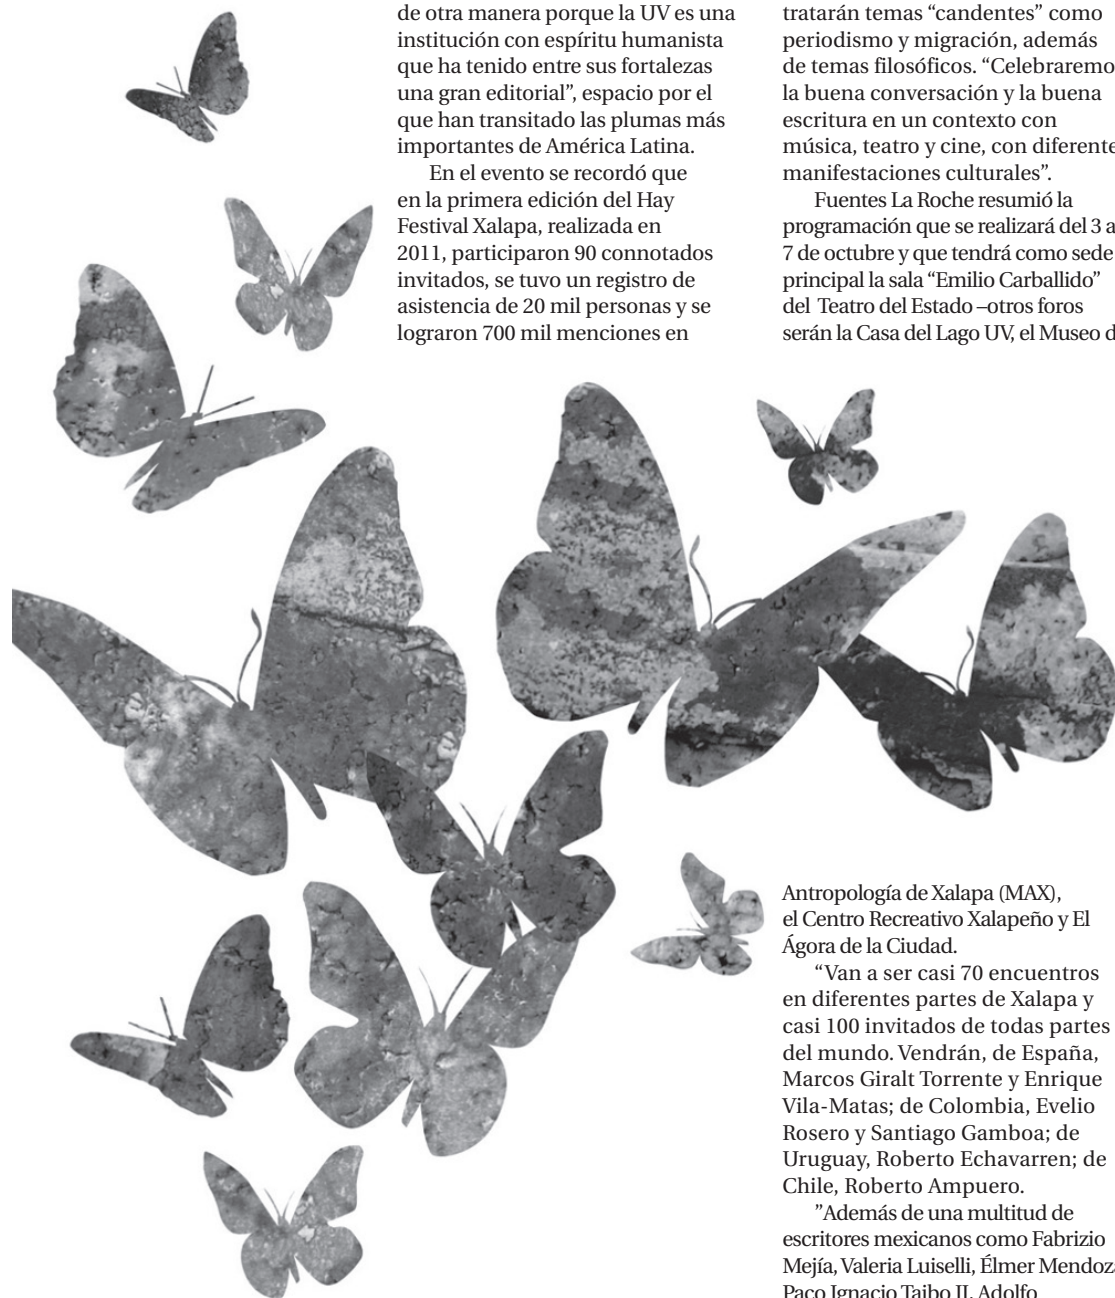 de otra manera porque la UV es una
institución con espíritu humanista
que ha tenido entre sus fortalezas
una gran editorial”, espacio por el
que han transitado las plumas más
importantes de América Latina.
En el evento se recordó que
en la primera edición del Hay
Festival Xalapa, realizada en
2011, participaron 90 connotados
invitados, se tuvo un registro de
asistencia de 20 mil personas y se
lograron 700 mil menciones en
tratarán temas “candentes” como
periodismo y migración, además
de temas filosóficos. “Celebraremo
la buena conversación y la buena
escritura en un contexto con
música, teatro y cine, con diferente
manifestaciones culturales”.
Fuentes La Roche resumió la
programación que se realizará del 3 a
7 de octubre y que tendrá como sede
principal la sala “Emilio Carballido”
del Teatro del Estado –otros foros
serán la Casa del Lago UV, el Museo d
Antropología de Xalapa (MAX),
el Centro Recreativo Xalapeño y El
Ágora de la Ciudad.
“Van a ser casi 70 encuentros
en diferentes partes de Xalapa y
casi 100 invitados de todas partes
del mundo. Vendrán, de España,
Marcos Giralt Torrente y Enrique
Vila-Matas; de Colombia, Evelio
Rosero y Santiago Gamboa; de
Uruguay, Roberto Echavarren; de
Chile, Roberto Ampuero.
”Además de una multitud de
escritores mexicanos como Fabrizio
Mejía, Valeria Luiselli, Élmer Mendoza
Paco Ignacio Taibo II, Adolfo